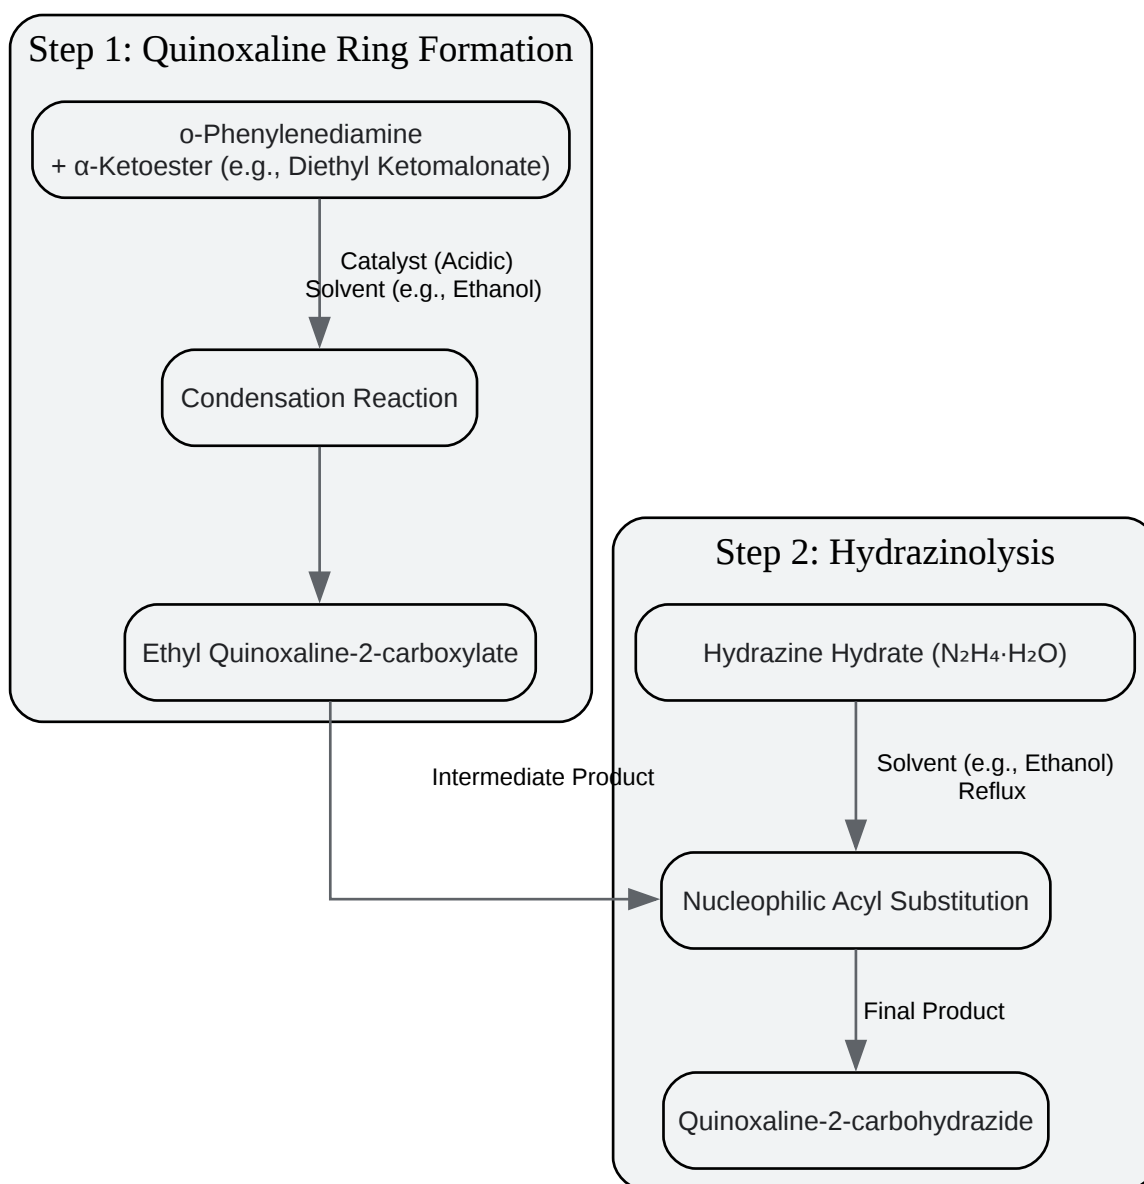 Step 1: Quinoxaline Ring Formation
o-Phenylenediamine
+ α-Ketoester (e.g., Diethyl Ketomalonate)
Catalyst (Acidic)
Solvent (e.g., Ethanol)
Condensation Reaction
Ethyl Quinoxaline-2-carboxylate
Intermediate Product
Step 2: Hydrazinolysis
Hydrazine Hydrate (N₂H₄·H₂O)
Solvent (e.g., Ethanol)
Reflux
Nucleophilic Acyl Substitution
Final Product
Quinoxaline-2-carbohydrazide